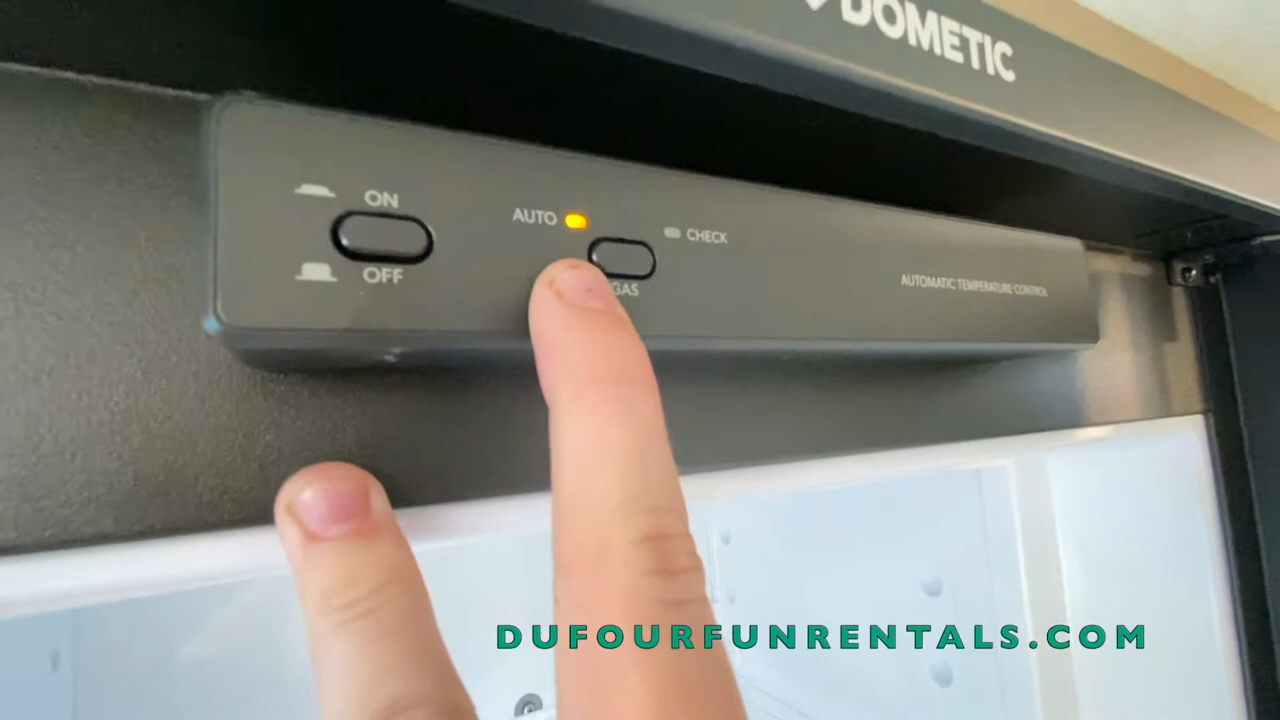 DOMETIC
ON
OFF
AUTO
CHECK
GAS
AUTOMATIC TEMPERATURE CONTROL
DUFOURFUNRENTALS.COM